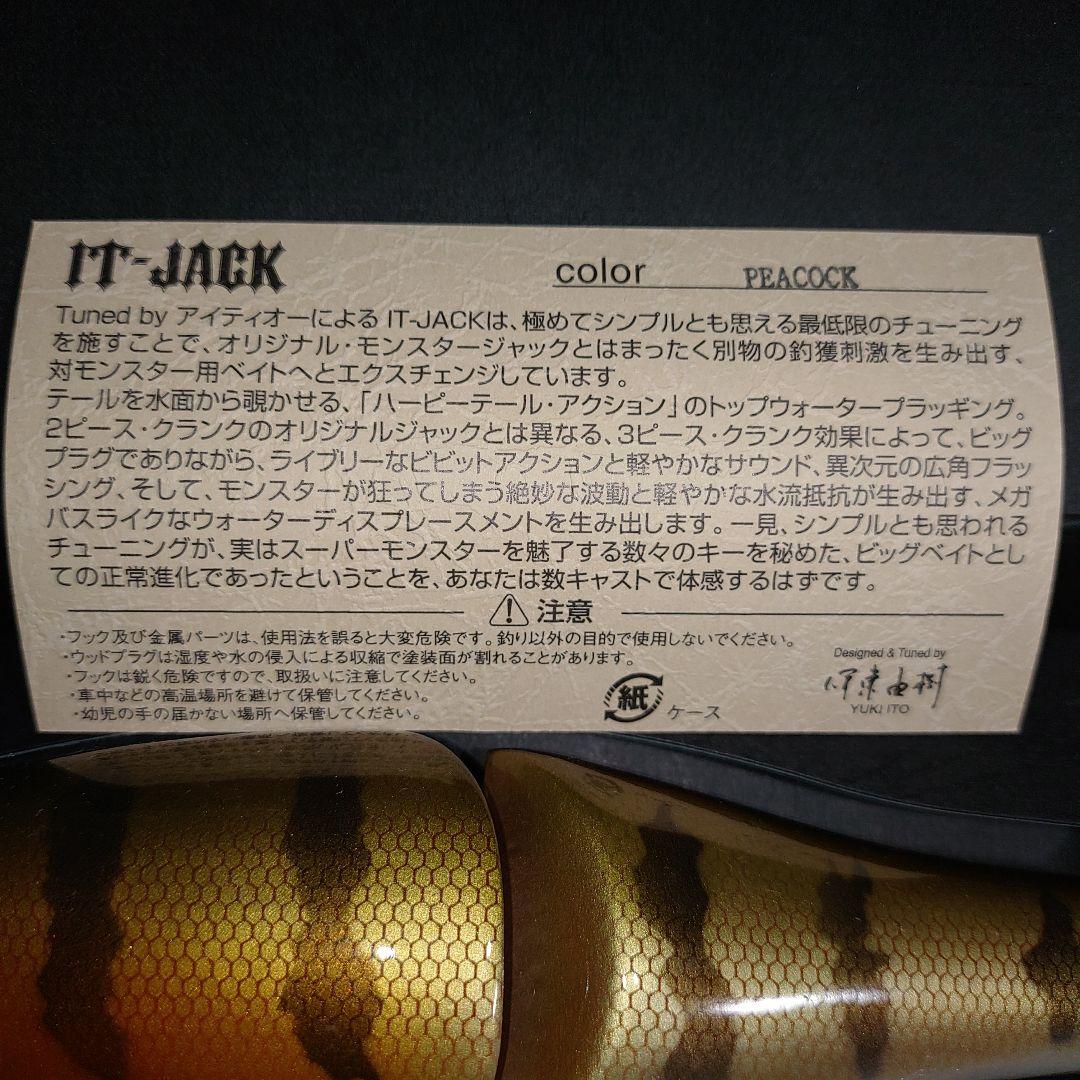 IT-JACK
color PEACOCK
Tuned by アイティオーによる IT-JACKは、極めてシンプルとも思える最低限のチューニング
を施すことで、オリジナル・モンスタージャックとはまったく別物の釣獲刺激を生み出す、
対モンスター用ベイトへとエクスチェンジしています。
テールを水面から覗かせる、「ハーピーテール・アクション」のトップウォータープラッギング。
2ピース・クランクのオリジナルジャックとは異なる、3ピース・クランク効果によって、ビッグ
プラグでありながら、ライブリーなビビットアクションと軽やかなサウンド、異次元の広角フラッ
シング、そして、モンスターが狂ってしまう絶妙な波動と軽やかな水流抵抗が生み出す、メガ
バスライクなウォーターディスプレースメントを生み出します。一見、シンプルとも思われる
チューニングが、実はスーパーモンスターを魅了する数々のキーを秘めた、ビッグベイトとし
ての正常進化であったということを、あなたは数キャストで体感するはずです。
注意
・フック及び金属パーツは、使用法を誤ると大変危険です。釣り以外の目的で使用しないでください。
・ウッドプラグは湿度や水の侵入による収縮で塗装面が割れることがあります。
・フックは鋭く危険ですので、取扱いに注意してください。
・車中などの高温場所を避けて保管してください。
・幼児の手の届かない場所へ保管してください。
紙 ケース
Designed & Tuned by
伊東由樹
YUKI ITO